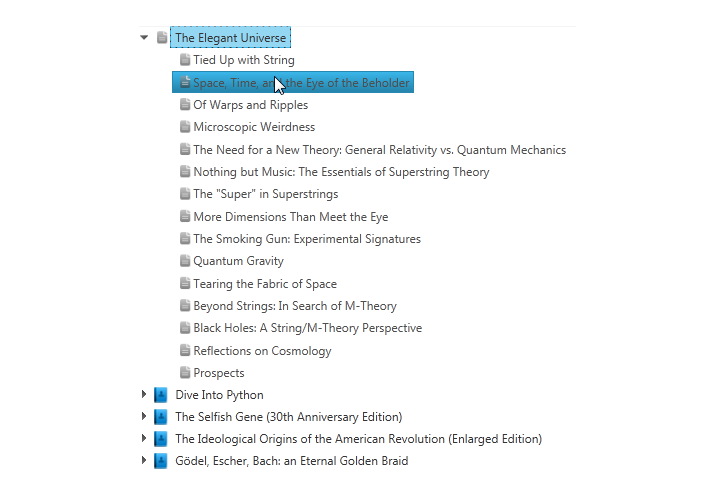 The Elegant Universe
Tied Up with String
Space, Time, and the Eye of the Beholder
Of Warps and Ripples
Microscopic Weirdness
The Need for a New Theory: General Relativity vs. Quantum Mechanics
Nothing but Music: The Essentials of Superstring Theory
The "Super" in Superstrings
More Dimensions Than Meet the Eye
The Smoking Gun: Experimental Signatures
Quantum Gravity
Tearing the Fabric of Space
Beyond Strings: In Search of M-Theory
Black Holes: A String/M-Theory Perspective
Reflections on Cosmology
Prospects
Dive Into Python
The Selfish Gene (30th Anniversary Edition)
The Ideological Origins of the American Revolution (Enlarged Edition)
Gödel, Escher, Bach: an Eternal Golden Braid